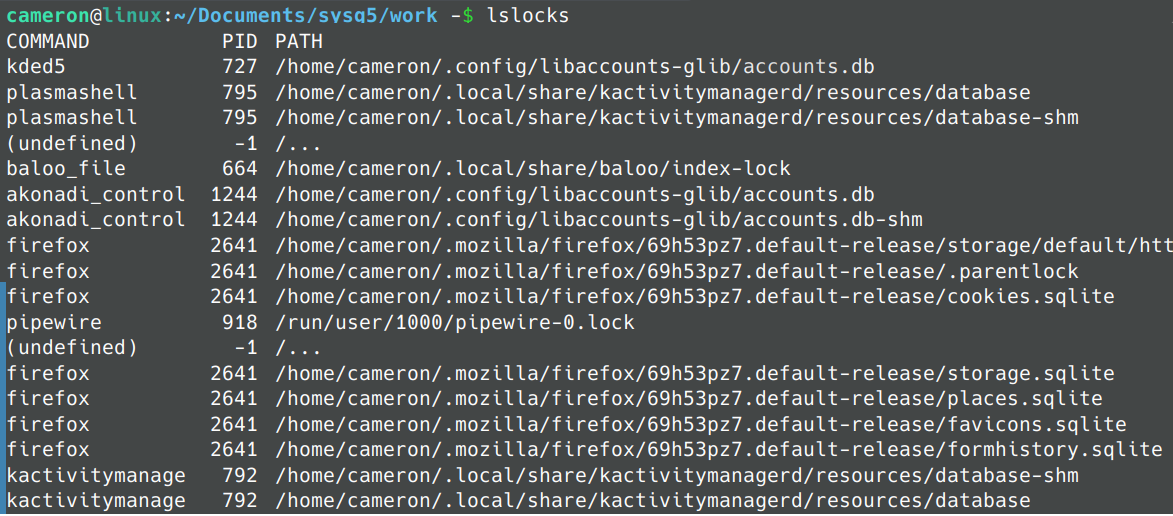 cameron@linux:~/Documents/sysg5/work -$ lslocks
COMMAND PID PATH
kded5 727 /home/cameron/.config/libaccounts-glib/accounts.db
plasmashell 795 /home/cameron/.local/share/kactivitymanagerd/resources/database
plasmashell 795 /home/cameron/.local/share/kactivitymanagerd/resources/database-shm
(undefined) -1 /...
baloo_file 664 /home/cameron/.local/share/baloo/index-lock
akonadi_control 1244 /home/cameron/.config/libaccounts-glib/accounts.db
akonadi_control 1244 /home/cameron/.config/libaccounts-glib/accounts.db-shm
firefox 2641 /home/cameron/.mozilla/firefox/69h53pz7.default-release/storage/default/htt
firefox 2641 /home/cameron/.mozilla/firefox/69h53pz7.default-release/.parentlock
firefox 2641 /home/cameron/.mozilla/firefox/69h53pz7.default-release/cookies.sqlite
pipewire 918 /run/user/1000/pipewire-0.lock
(undefined) -1 /...
firefox 2641 /home/cameron/.mozilla/firefox/69h53pz7.default-release/storage.sqlite
firefox 2641 /home/cameron/.mozilla/firefox/69h53pz7.default-release/places.sqlite
firefox 2641 /home/cameron/.mozilla/firefox/69h53pz7.default-release/favicons.sqlite
firefox 2641 /home/cameron/.mozilla/firefox/69h53pz7.default-release/formhistory.sqlite
kactivitymanage 792 /home/cameron/.local/share/kactivitymanagerd/resources/database-shm
kactivitymanage 792 /home/cameron/.local/share/kactivitymanagerd/resources/database